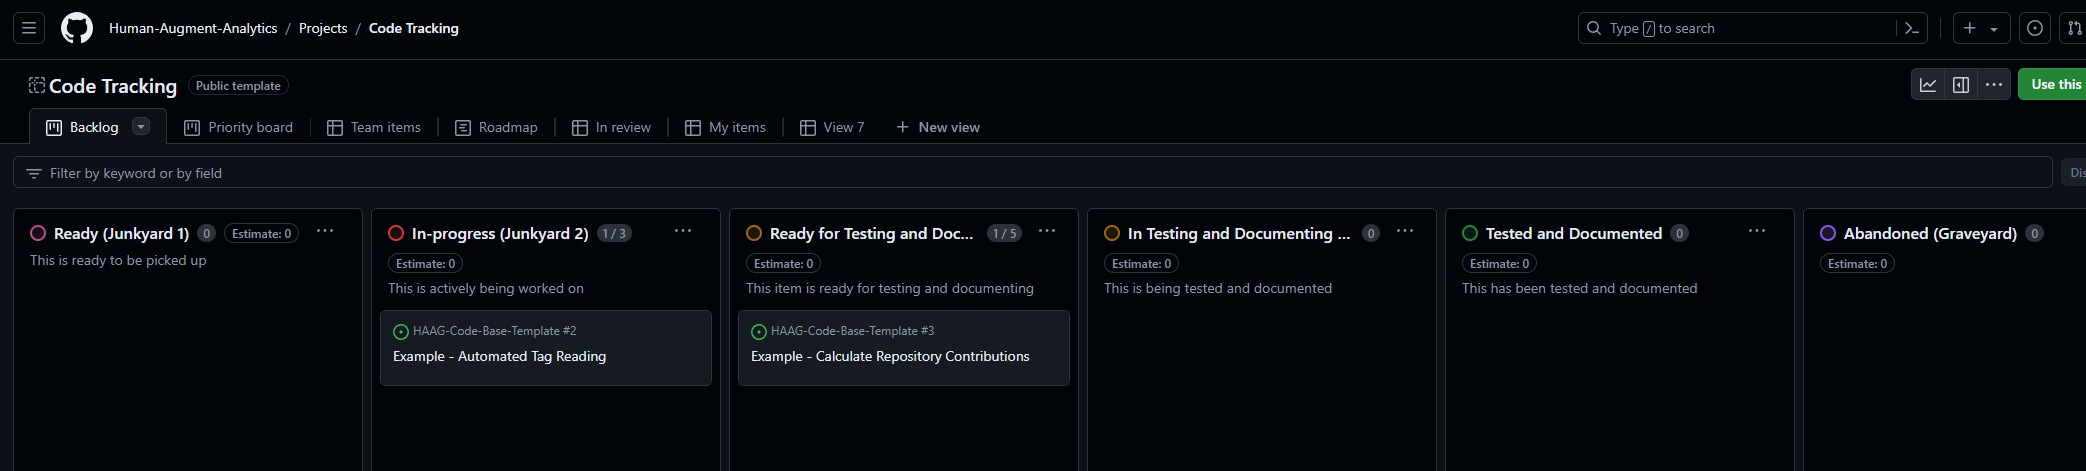 Human-Augment-Analytics / Projects / Code Tracking
Type / to search
Code Tracking Public template
Use this
Backlog Priority board Team items Roadmap In review My items View 7 + New view
Filter by keyword or by field
Dis
Ready (Junkyard 1) 0 Estimate: 0
This is ready to be picked up
In-progress (Junkyard 2) 1 / 3
Estimate: 0
This is actively being worked on
HAAG-Code-Base-Template #2
Example - Automated Tag Reading
Ready for Testing and Doc... 1 / 5
Estimate: 0
This item is ready for testing and documenting
HAAG-Code-Base-Template #3
Example - Calculate Repository Contributions
In Testing and Documenting ... 0
Estimate: 0
This is being tested and documented
Tested and Documented 0
Estimate: 0
This has been tested and documented
Abandoned (Graveyard) 0
Estimate: 0